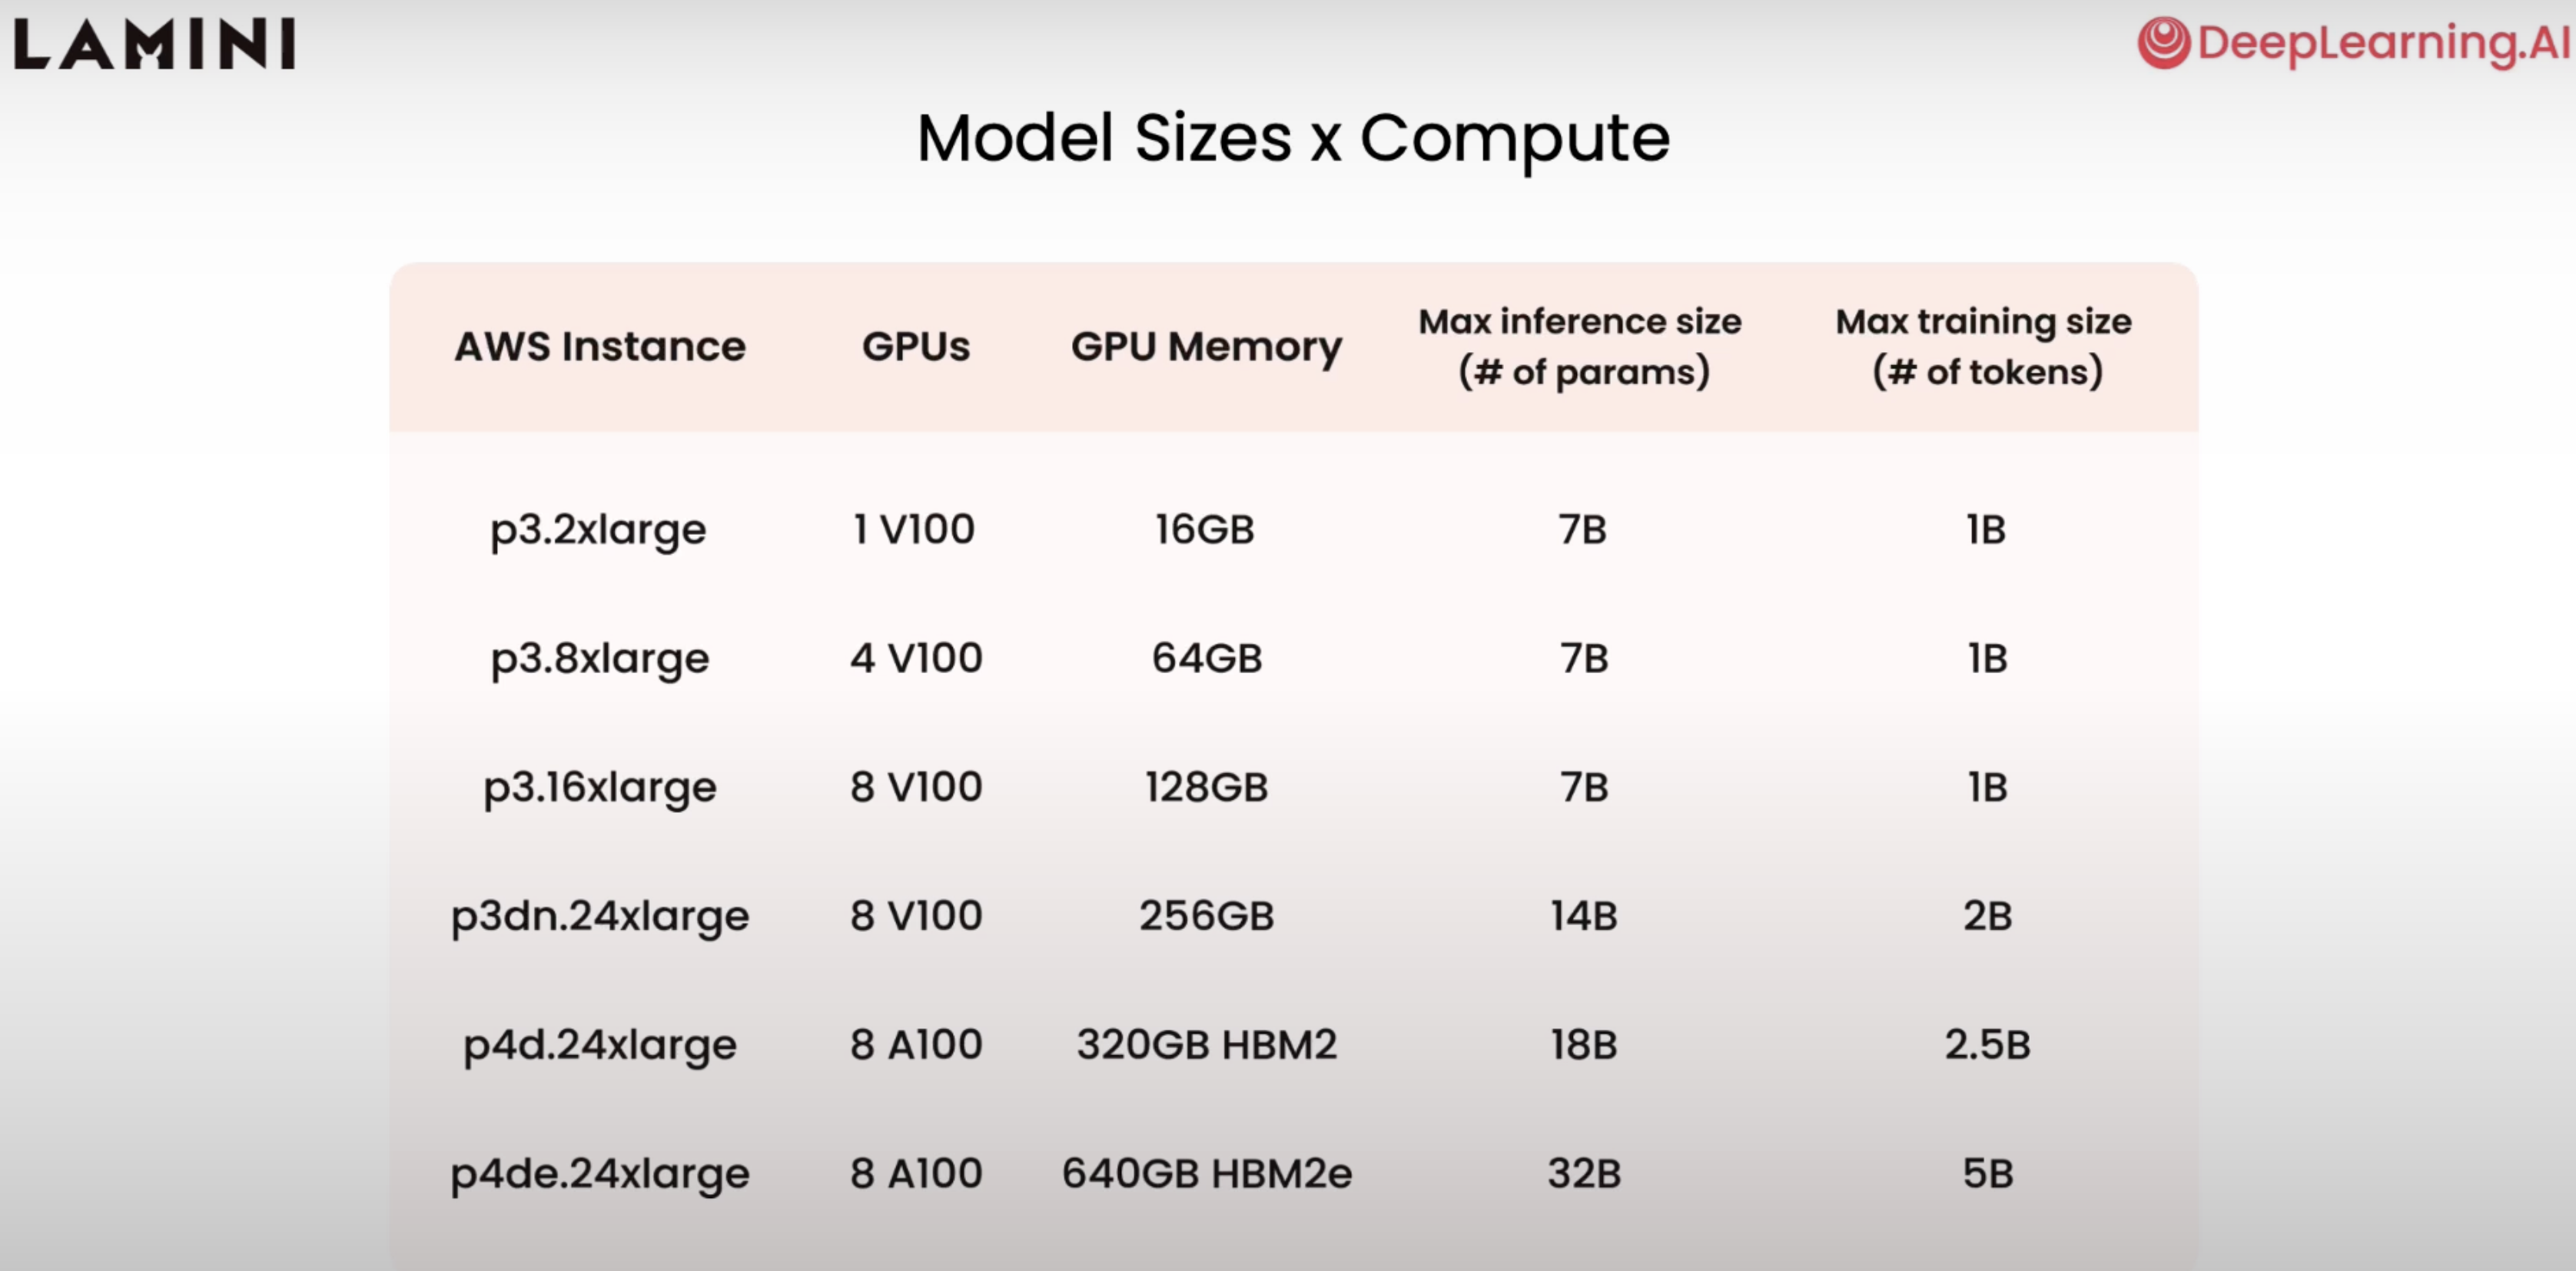 LAMINI
DeepLearning.AI
Model Sizes x Compute
AWS Instance GPUs GPU Memory Max inference size (# of params) Max training size (# of tokens)
p3.2xlarge 1 V100 16GB 7B 1B
p3.8xlarge 4 V100 64GB 7B 1B
p3.16xlarge 8 V100 128GB 7B 1B
p3dn.24xlarge 8 V100 256GB 14B 2B
p4d.24xlarge 8 A100 320GB HBM2 18B 2.5B
p4de.24xlarge 8 A100 640GB HBM2e 32B 5B